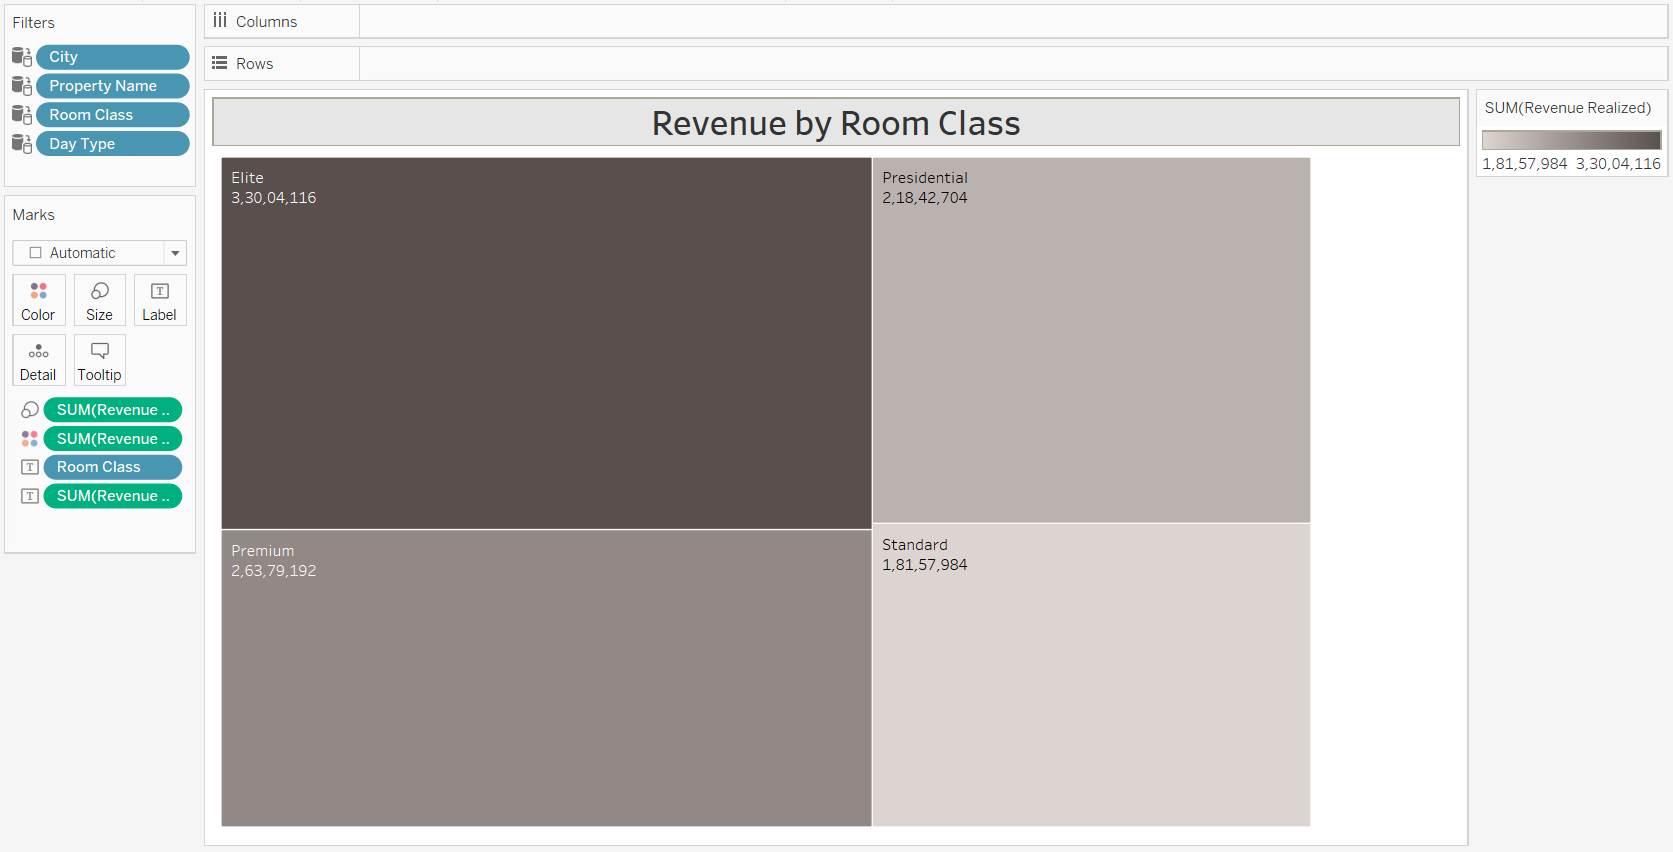 Filters
City
Property Name
Room Class
Day Type
Marks
Automatic
Color
Size
Label
Detail
Tooltip
SUM(Revenue ..
SUM(Revenue ..
Room Class
SUM(Revenue ..
Columns
Rows
Revenue by Room Class
Elite
3,30,04,116
Presidential
2,18,42,704
Premium
2,63,79,192
Standard
1,81,57,984
SUM(Revenue Realized)
1,81,57,984 3,30,04,116